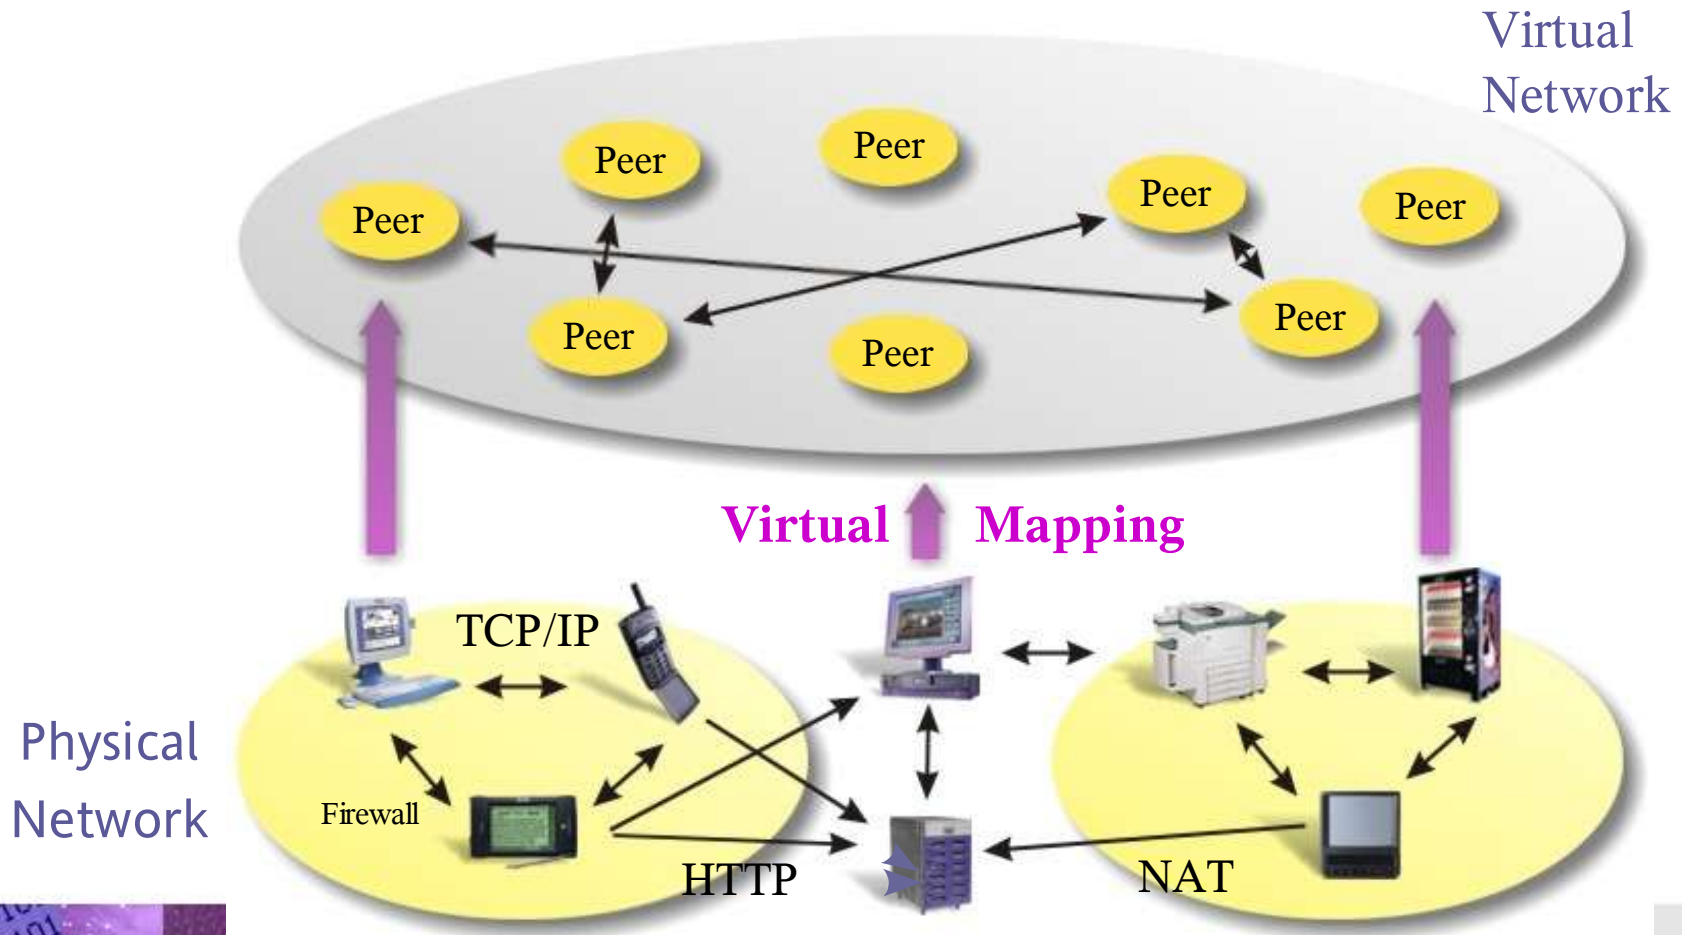 Virtual
Network
Peer
Peer
Peer
Peer
Peer
Peer
Peer
Peer
Peer
Virtual Mapping
TCP/IP
Physical
Network
Firewall
HTTP
NAT